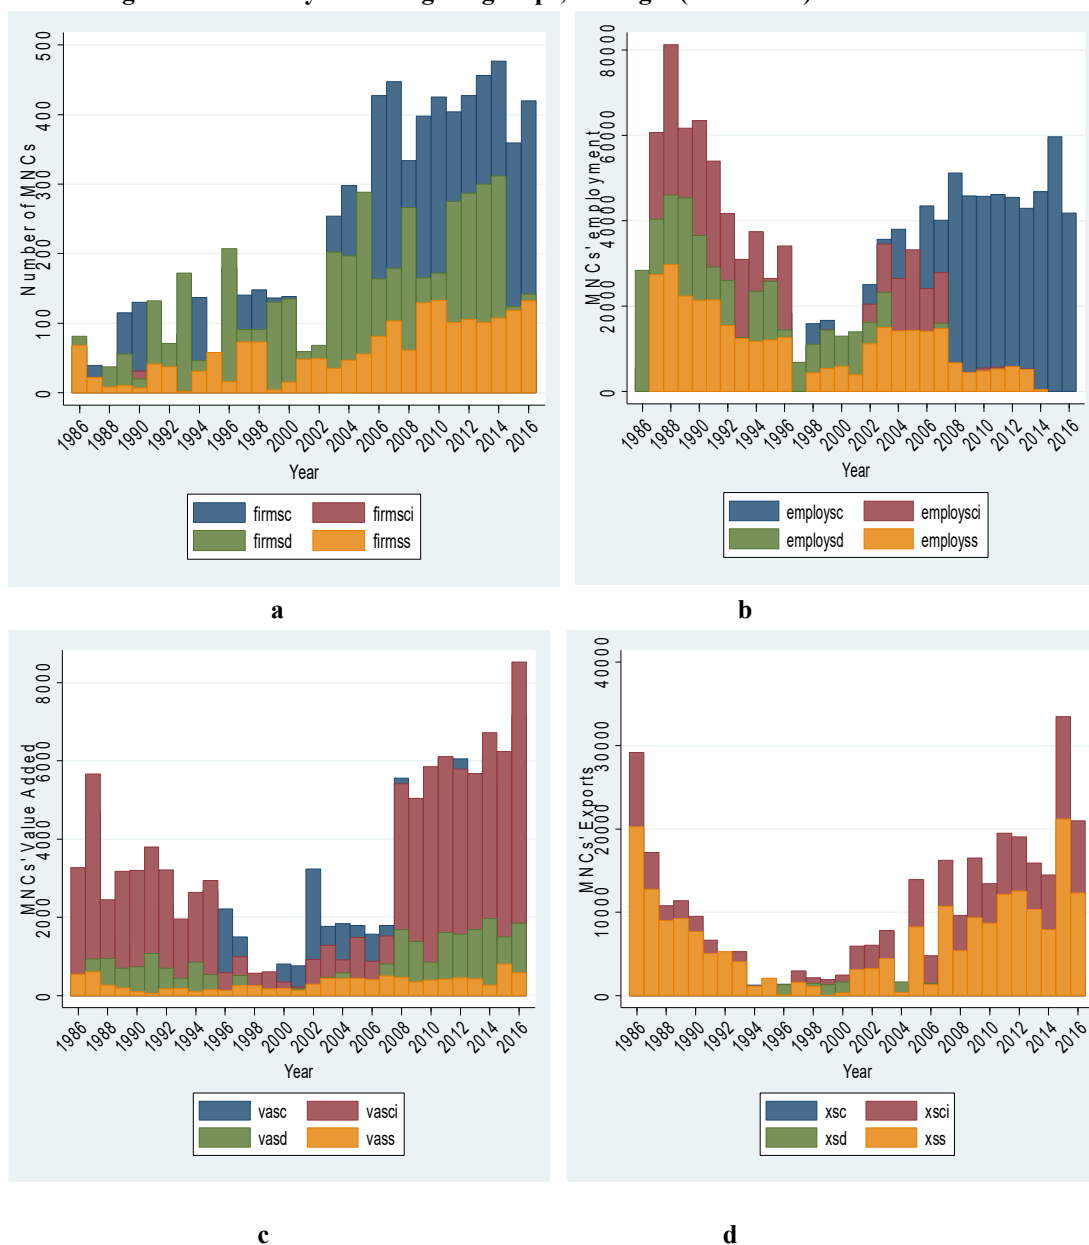 Number of MNCs
0 100 200 300 400 500
1986 1988 1990 1992 1994 1996 1998 2000 2002 2004 2006 2008 2010 2012 2014 2016
Year
firmsc firmsci
firmsd firmss
a
MNCs' employment
0 20000 40000 60000 80000
1986 1988 1990 1992 1994 1996 1998 2000 2002 2004 2006 2008 2010 2012 2014 2016
Year
employsc employsci
employsd employss
b
MNCs' Value Added
0 2000 4000 6000 8000
1986 1988 1990 1992 1994 1996 1998 2000 2002 2004 2006 2008 2010 2012 2014 2016
Year
vasc vasci
vasd vass
c
MNCs' Exports
0 10000 20000 30000 40000
1986 1988 1990 1992 1994 1996 1998 2000 2002 2004 2006 2008 2010 2012 2014 2016
Year
xsc xsci
xsd xss
d